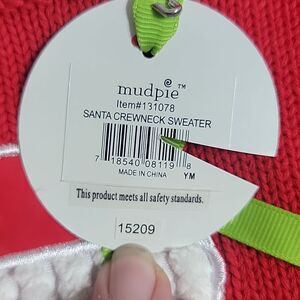 mudpie™
Item#131078
SANTA CREWNECK SWEATER
7 18540 08119 8
MADE IN CHINA YM
This product meets all safety standards.
15209